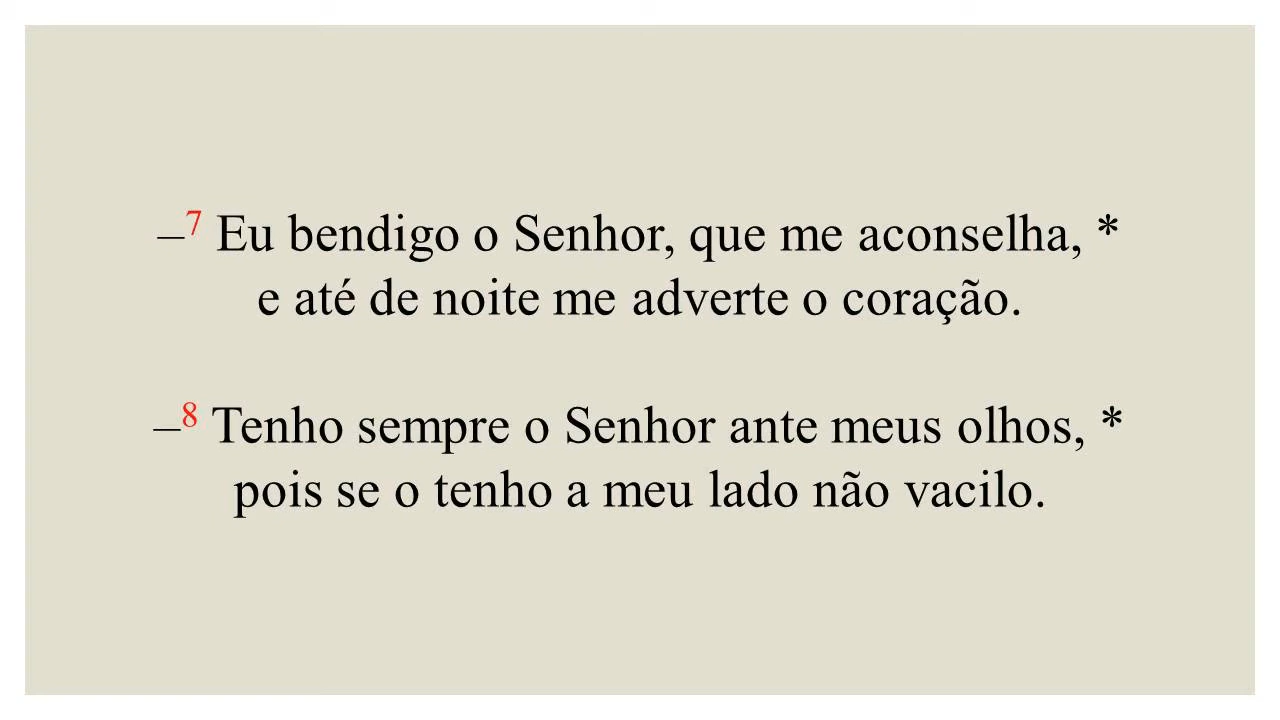 –7 Eu bendigo o Senhor, que me aconselha, *
e até de noite me adverte o coração.
–8 Tenho sempre o Senhor ante meus olhos, *
pois se o tenho a meu lado não vacilo.